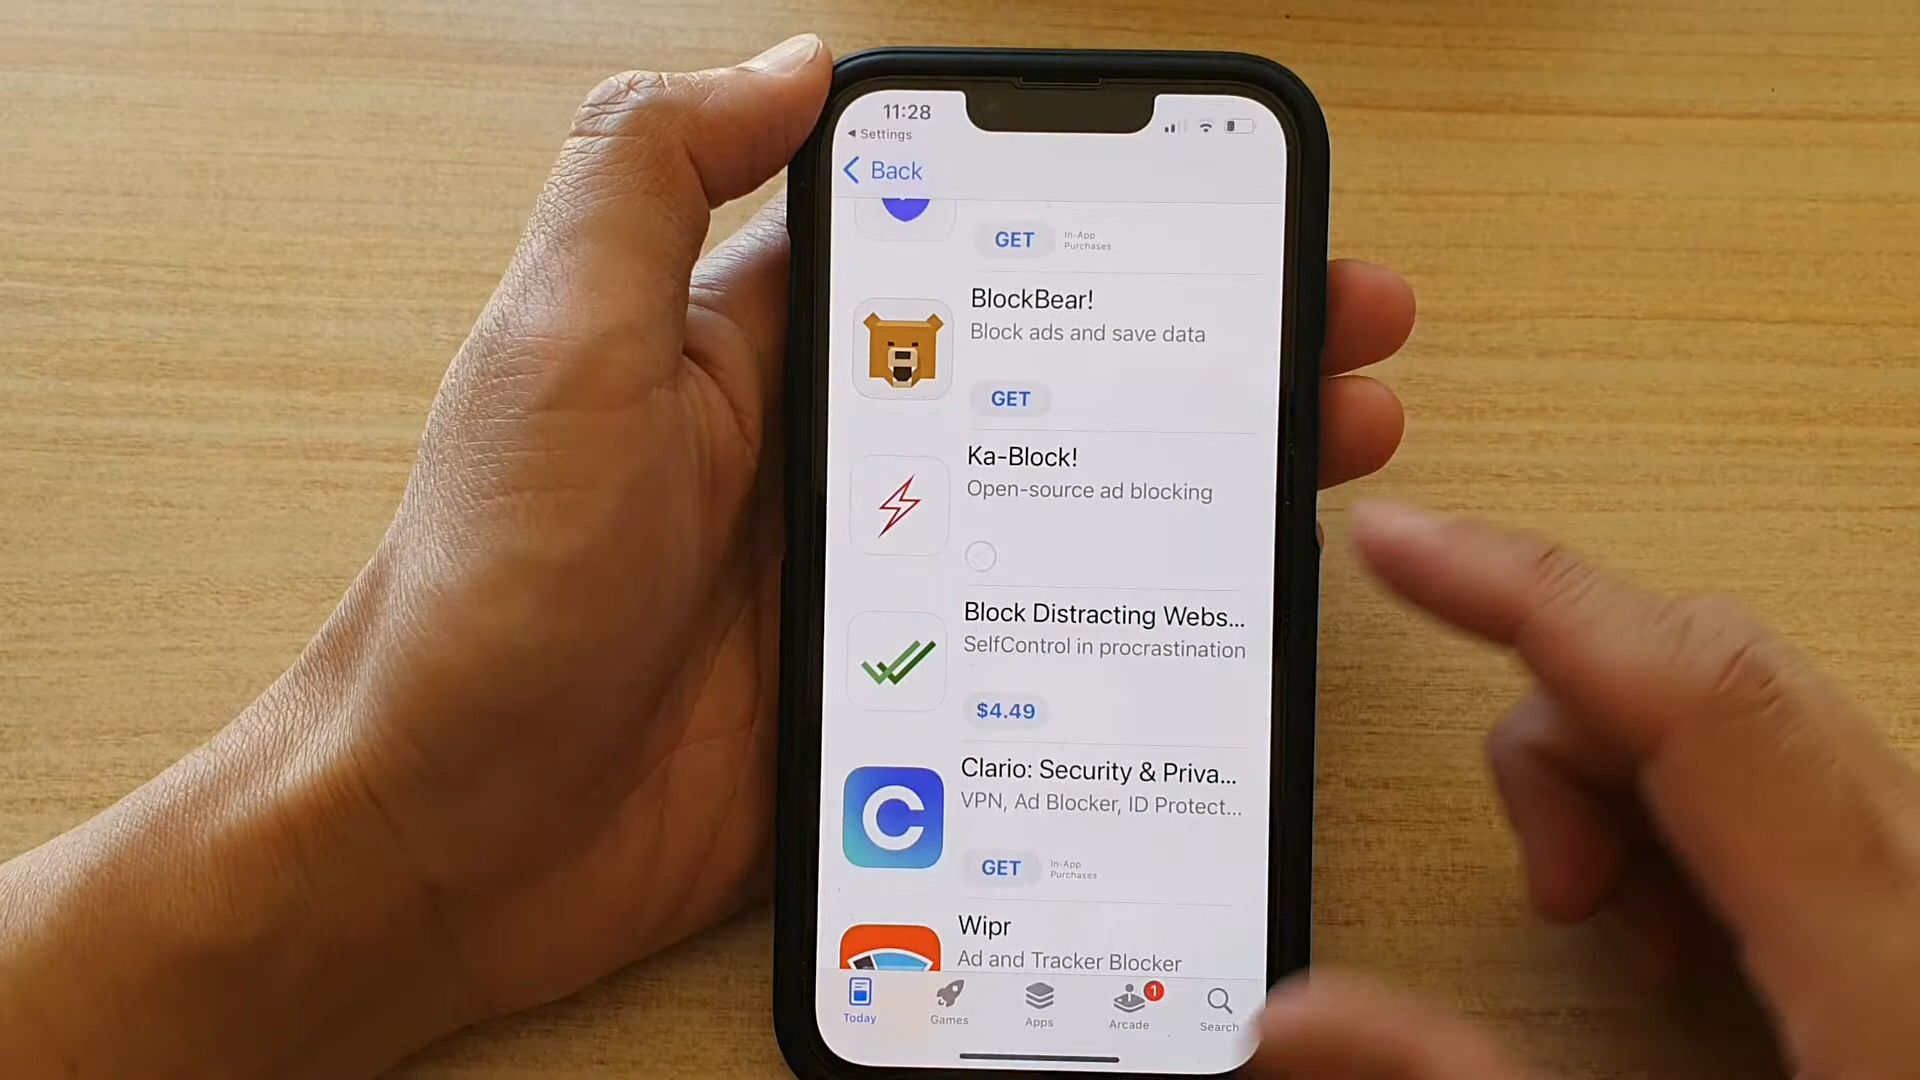 11:28
Settings
Back
GET
In-App
Purchases
BlockBear!
Block ads and save data
GET
Ka-Block!
Open-source ad blocking
Block Distracting Webs...
SelfControl in procrastination
$4.49
Clario: Security & Priva...
VPN, Ad Blocker, ID Protect...
GET
In-App
Purchases
Wipr
Ad and Tracker Blocker
1
Today
Games
Apps
Arcade
Search